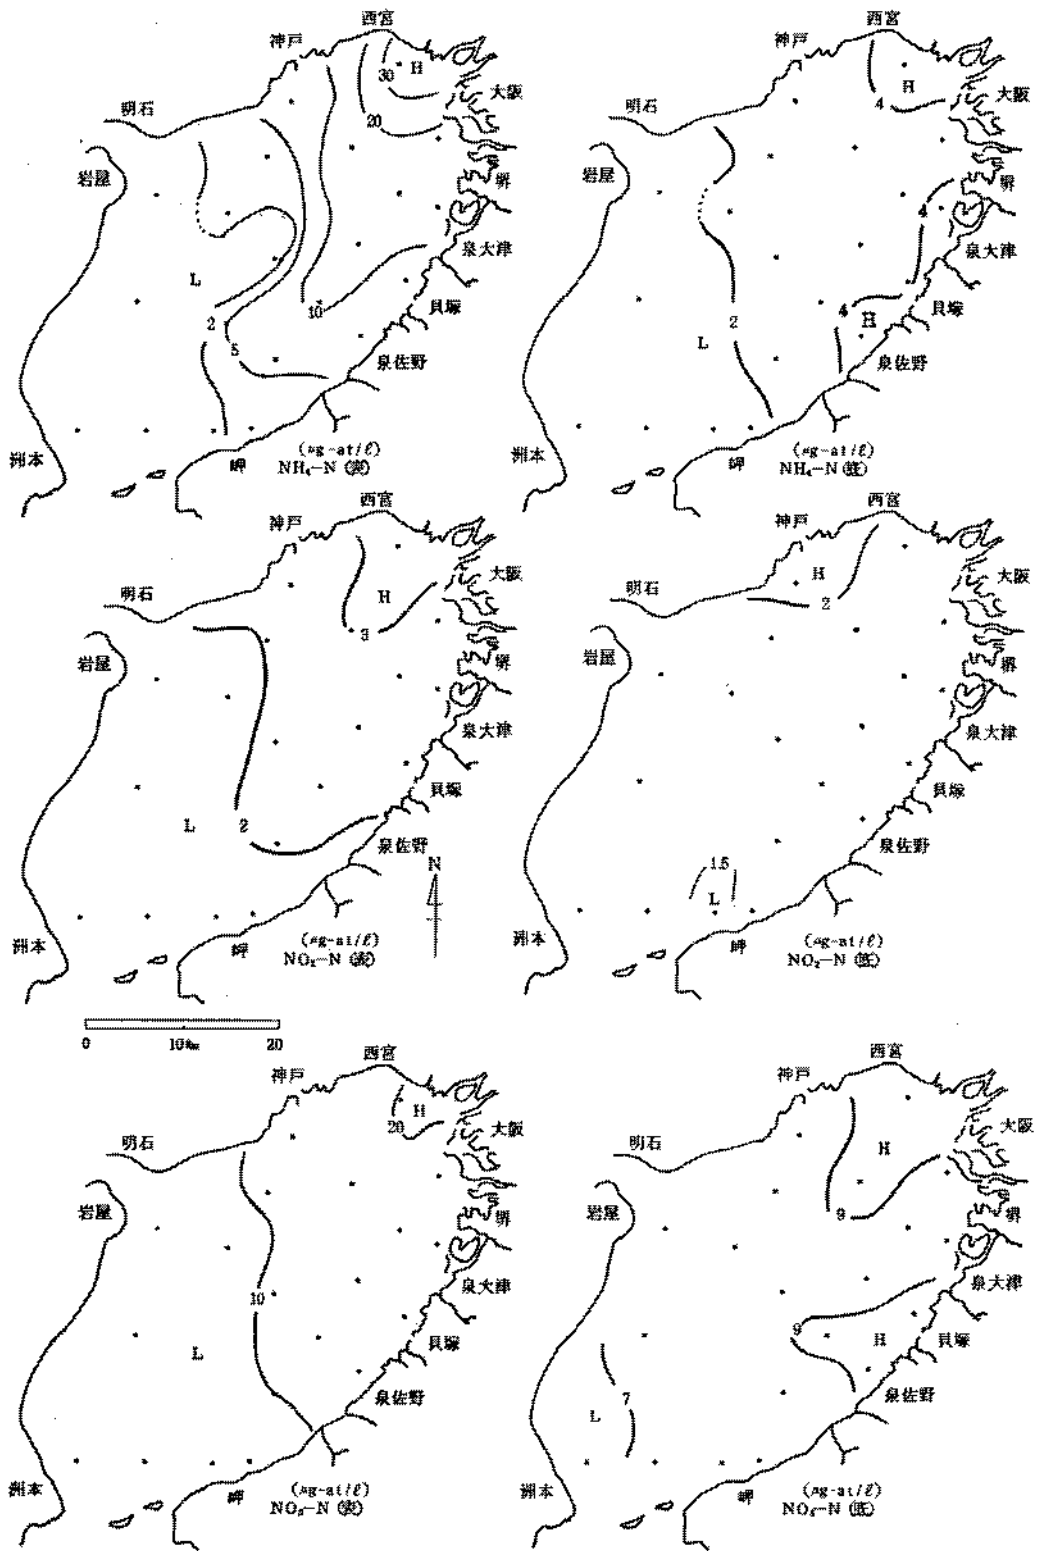 西宮
神戸
H
30
大阪
明石
20
岩屋
堺
泉大津
L
貝塚
10
2
5
泉佐野
(μg-at/ℓ)
洲本
岬
NH₄-N (表)
西宮
神戸
H
大阪
4
明石
岩屋
堺
4
泉大津
貝塚
4
H
2
L
泉佐野
(μg-at/ℓ)
洲本
岬
NH₄-N (底)
西宮
神戸
大阪
明石
H
3
岩屋
堺
泉大津
貝塚
L
2
泉佐野
N
(μg-at/ℓ)
洲本
岬
NO₂-N (表)
西宮
神戸
H
大阪
明石
2
岩屋
堺
泉大津
貝塚
泉佐野
1.5
L
(μg-at/ℓ)
洲本
岬
NO₂-N (底)
0 10km 20
西宮
神戸
H
20
大阪
明石
岩屋
堺
泉大津
10
貝塚
L
泉佐野
(μg-at/ℓ)
洲本
岬
NO₃-N (表)
西宮
神戸
大阪
明石
H
岩屋
9
堺
泉大津
9
H
貝塚
7
L
泉佐野
(μg-at/ℓ)
洲本
岬
NO₃-N (底)